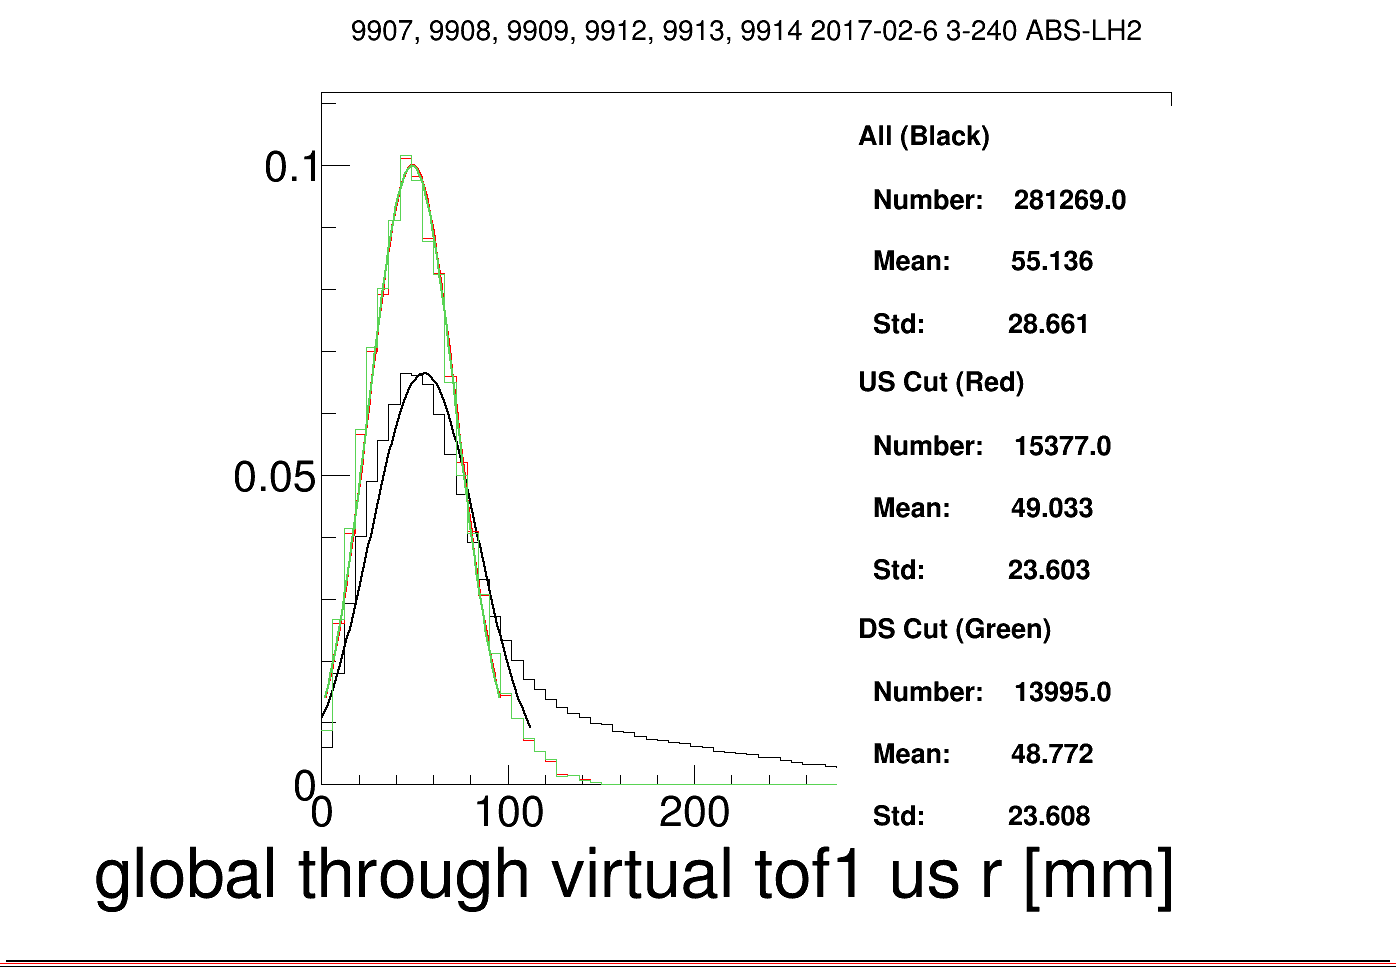 9907, 9908, 9909, 9912, 9913, 9914 2017-02-6 3-240 ABS-LH2
All (Black)
Number: 281269.0
Mean: 55.136
Std: 28.661
US Cut (Red)
Number: 15377.0
Mean: 49.033
Std: 23.603
DS Cut (Green)
Number: 13995.0
Mean: 48.772
Std: 23.608
0.1
0.05
0
0 100 200
global through virtual tof1 us r [mm]